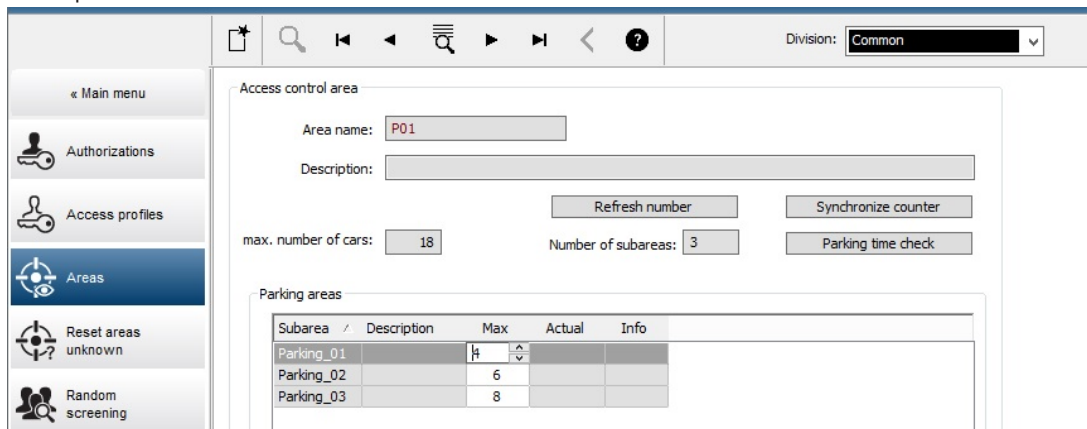 Division: Common
« Main menu
Authorizations
Access profiles
Areas
Reset areas
unknown
Random
screening
Access control area
Area name: P01
Description:
Refresh number Synchronize counter
max. number of cars: 18 Number of subareas: 3 Parking time check
Parking areas
Subarea Description Max Actual Info
Parking_01 4
Parking_02 6
Parking_03 8